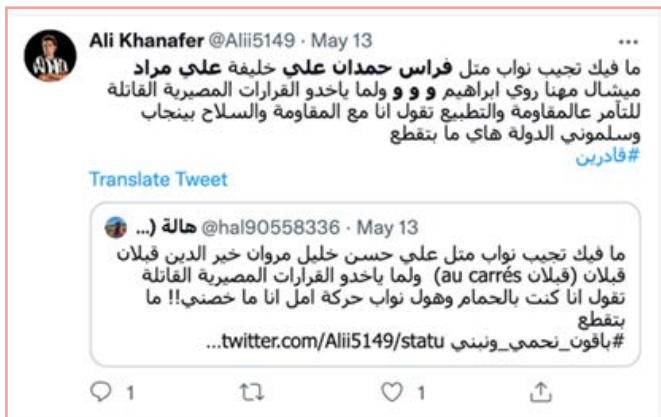 Ali Khanafer @Alii5149 · May 13
ما فيك تجيب نواب متل فراس حمدان علي خليفة علي مراد
ميشال مهنا روي ابراهيم و و و ولما ياخدو القرارات المصيرية القاتلة
للتآمر عالمقاومة والتطبيع تقول انا مع المقاومة والسلاح بينجاب
وسلموني الدولة هاي ما بتقطع
#قادرين
Translate Tweet
هالة (... @hal90558336 · May 13
ما فيك تجيب نواب متل علي حسن خليل مروان خير الدين قبلان
قبلان (قبلان au carrés) ولما ياخدو القرارات المصيرية القاتلة
تقول انا كنت بالحمام وهول نواب حركة امل انا ما خصني!! ما
بتقطع
#باقون_نحمي_ونبني twitter.com/Alii5149/statu...
1 1